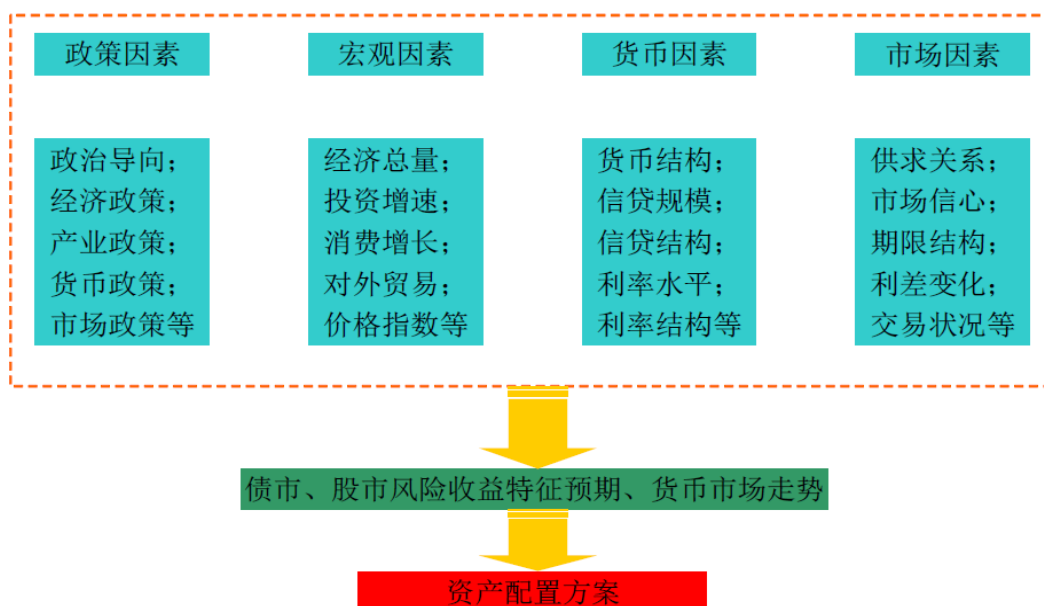 政策因素
宏观因素
货币因素
市场因素
政治导向；
经济政策；
产业政策；
货币政策；
市场政策等
经济总量；
投资增速；
消费增长；
对外贸易；
价格指数等
货币结构；
信贷规模；
信贷结构；
利率水平；
利率结构等
供求关系；
市场信心；
期限结构；
利差变化；
交易状况等
债市、股市风险收益特征预期、货币市场走势
资产配置方案